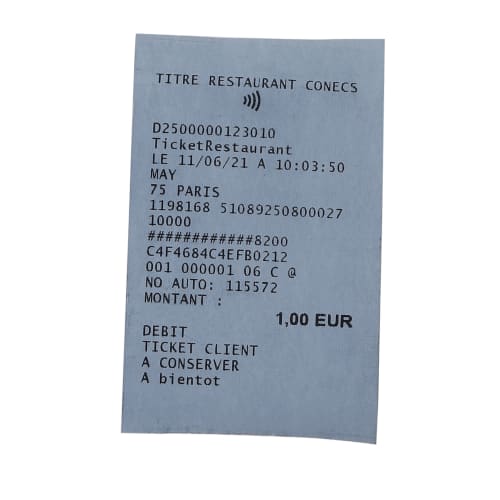 TITRE RESTAURANT CONECS
D2500000123010
TicketRestaurant
LE 11/06/21 A 10:03:50
MAY
75 PARIS
1198168 51089250800027
10000
############8200
C4F4684C4EFB0212
001 000001 06 C @
NO AUTO: 115572
MONTANT :
1,00 EUR
DEBIT
TICKET CLIENT
A CONSERVER
A bientot